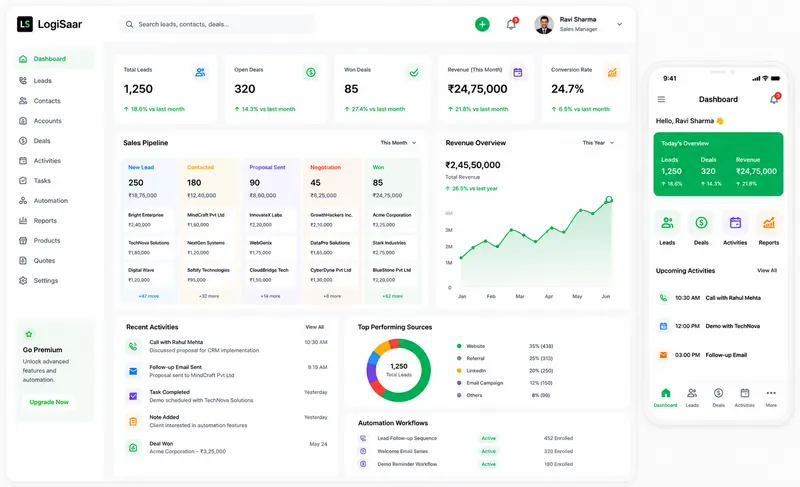 LS LogiSaar
Search leads, contacts, deals...
3
Ravi Sharma
Sales Manager
Dashboard
Leads
Contacts
Accounts
Deals
Activities
Tasks
Automation
Reports
Products
Quotes
Settings
Go Premium
Unlock advanced
features and
automation.
Upgrade Now
Total Leads
1,250
↑ 18.6% vs last month
Open Deals
320
↑ 14.3% vs last month
Won Deals
85
↑ 27.4% vs last month
Revenue (This Month)
₹24,75,000
↑ 21.8% vs last month
Conversion Rate
24.7%
↑ 6.5% vs last month
Sales Pipeline
This Month
New Lead
250
₹18,75,000
Bright Enterprise
₹2,40,000
TechNova Solutions
₹1,80,000
Digital Wave
₹1,20,000
+47 more
Contacted
180
₹12,40,000
MindCraft Pvt Ltd
₹1,60,000
NextGen Systems
₹1,20,000
Softify Technologies
₹95,000
+32 more
Proposal Sent
90
₹8,60,000
InnovateX Labs
₹2,20,000
WebGenix
₹1,75,000
CloudBridge Tech
₹1,50,000
+14 more
Negotiation
45
₹6,25,000
GrowthHackers Inc.
₹2,10,000
DataPro Solutions
₹1,65,000
CyberDyne Pvt Ltd
₹1,30,000
+8 more
Won
85
₹24,75,000
Acme Corporation
₹3,25,000
Stark Industries
₹2,75,000
BlueStone Pvt Ltd
₹2,20,000
+62 more
Revenue Overview
This Year
₹2,45,50,000
Total Revenue
↑ 26.5% vs last year
4M
3M
2M
1M
0
Jan Feb Mar Apr May Jun
Recent Activities
View All
Call with Rahul Mehta
10:30 AM
Discussed proposal for CRM implementation
Follow-up Email Sent
9:15 AM
Proposal sent to MindCraft Pvt Ltd
Task Completed
Yesterday
Demo scheduled with TechNova Solutions
Note Added
Yesterday
Client interested in automation features
Deal Won
May 24
Acme Corporation – ₹3,25,000
Top Performing Sources
1,250
Total Leads
Website 35% (438)
Referral 25% (313)
LinkedIn 20% (250)
Email Campaign 12% (150)
Others 8% (99)
Automation Workflows
Lead Follow-up Sequence Active 452 Enrolled
Welcome Email Series Active 320 Enrolled
Demo Reminder Workflow Active 180 Enrolled
9:41
Dashboard
Hello, Ravi Sharma 👋
Today's Overview
Leads Deals Revenue
1,250 320 ₹24,75,000
↑ 18.6% ↑ 14.3% ↑ 21.8%
Leads Deals Activities Reports
Upcoming Activities View All
10:30 AM Call with Rahul Mehta
12:00 PM Demo with TechNova
03:00 PM Follow-up Email
Dashboard Leads Deals Activities More